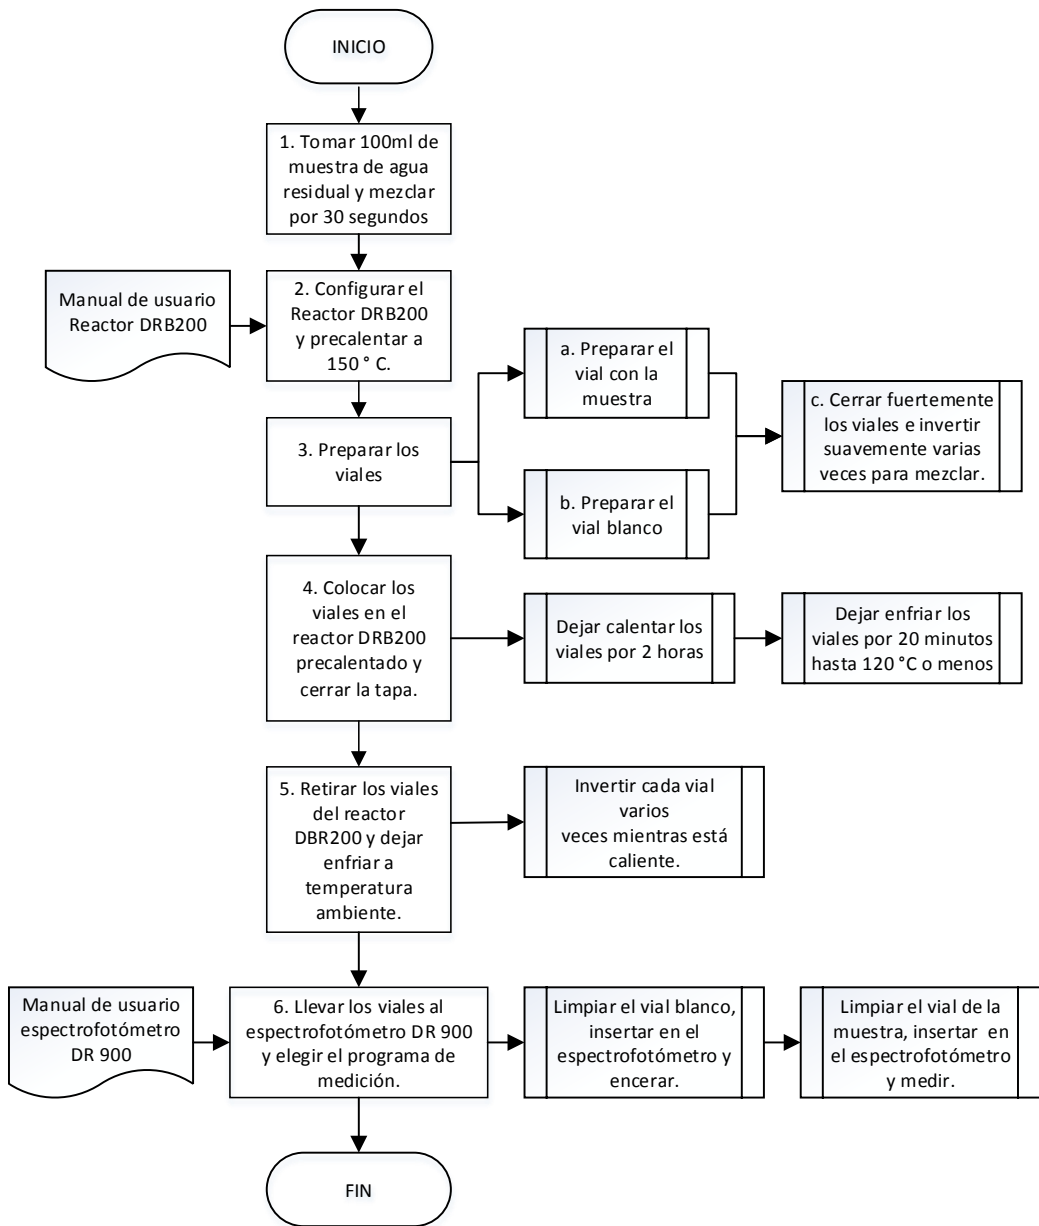 INICIO
1. Tomar 100ml de
muestra de agua
residual y mezclar
por 30 segundos
Manual de usuario
Reactor DRB200
2. Configurar el
Reactor DRB200
y precalentar a
150 ° C.
3. Preparar los
viales
a. Preparar el
vial con la
muestra
b. Preparar el
vial blanco
c. Cerrar fuertemente
los viales e invertir
suavemente varias
veces para mezclar.
4. Colocar los
viales en el
reactor DRB200
precalentado y
cerrar la tapa.
Dejar calentar los
viales por 2 horas
Dejar enfriar los
viales por 20 minutos
hasta 120 °C o menos
5. Retirar los viales
del reactor
DBR200 y dejar
enfriar a
temperatura
ambiente.
Invertir cada vial
varios
veces mientras está
caliente.
Manual de usuario
espectrofotómetro
DR 900
6. Llevar los viales al
espectrofotómetro DR 900
y elegir el programa de
medición.
Limpiar el vial blanco,
insertar en el
espectrofotómetro y
encerar.
Limpiar el vial de la
muestra, insertar en
el espectrofotómetro
y medir.
FIN